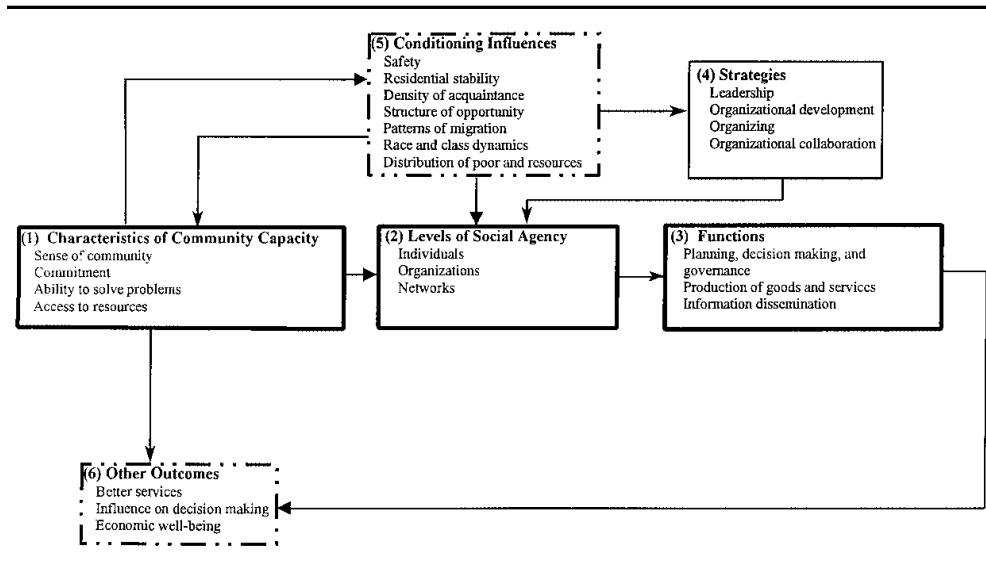 (5) Conditioning Influences
Safety
Residential stability
Density of acquaintance
Structure of opportunity
Patterns of migration
Race and class dynamics
Distribution of poor and resources
(4) Strategies
Leadership
Organizational development
Organizing
Organizational collaboration
(1) Characteristics of Community Capacity
Sense of community
Commitment
Ability to solve problems
Access to resources
(2) Levels of Social Agency
Individuals
Organizations
Networks
(3) Functions
Planning, decision making, and
governance
Production of goods and services
Information dissemination
(6) Other Outcomes
Better services
Influence on decision making
Economic well-being